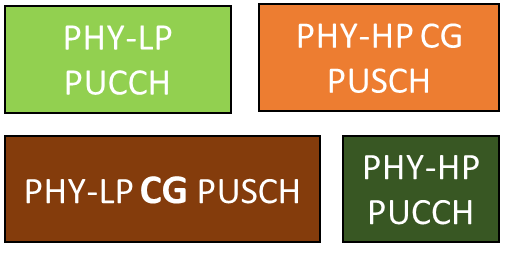 PHY-LP
PUCCH
PHY-HP CG
PUSCH
PHY-LP CG PUSCH
PHY-HP
PUCCH